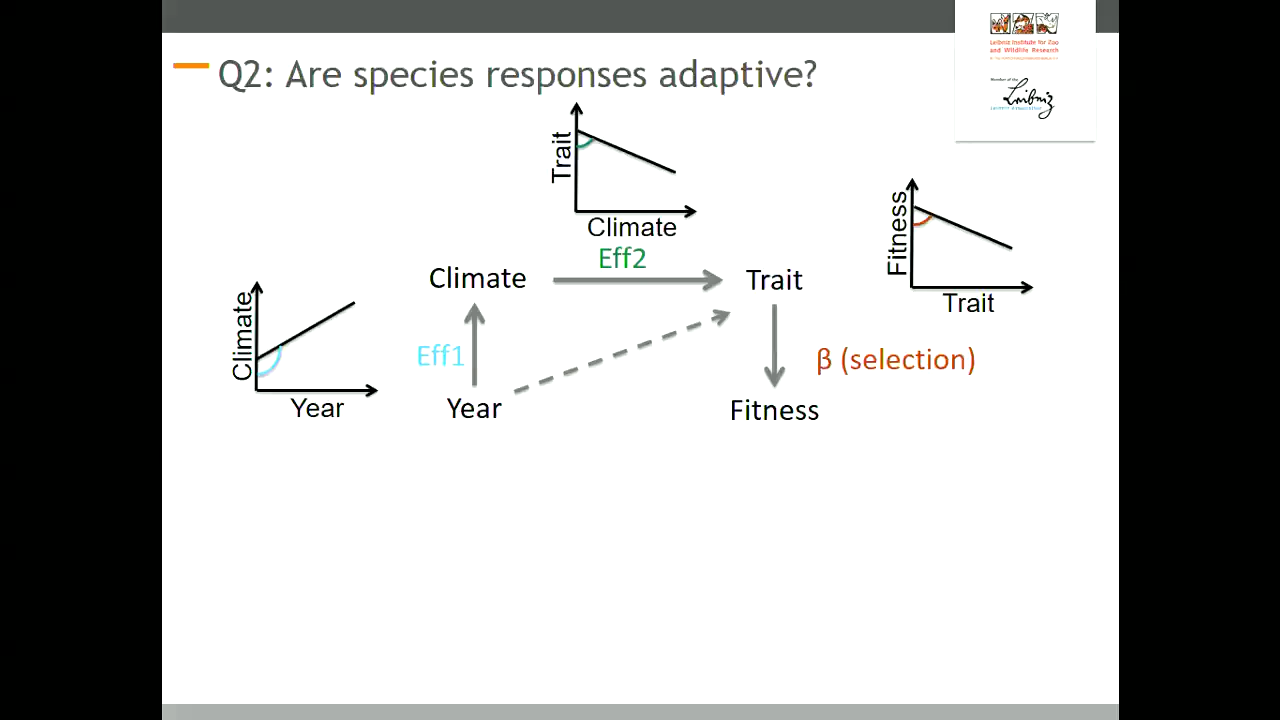 Q2: Are species responses adaptive?
Leibniz Institute for Zoo
and Wildlife Research
Member of the
Leibniz
Trait
Climate
Eff2
Fitness
Trait
Climate
Year
Climate
Trait
Eff1
β (selection)
Year
Fitness